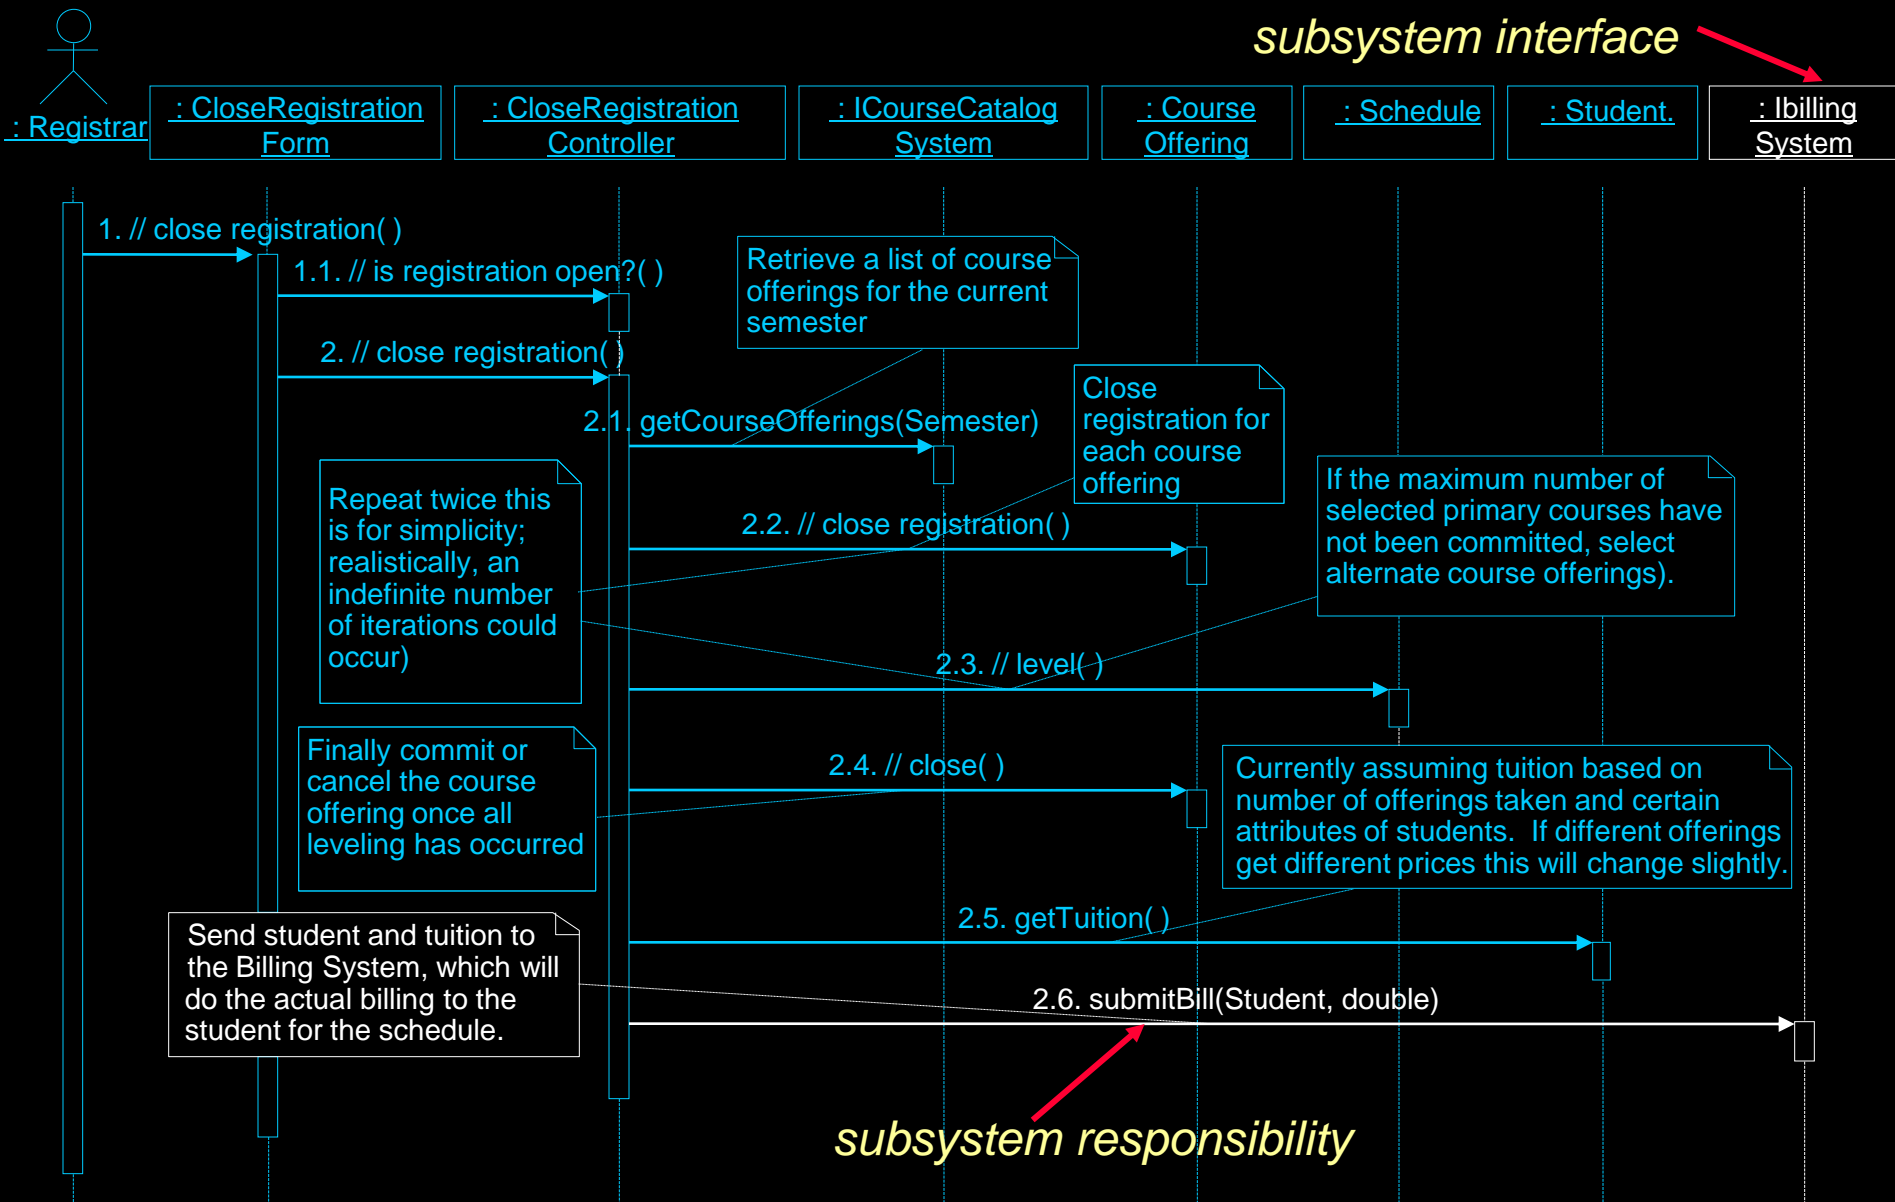 subsystem interface
: Registrar
: CloseRegistration
Form
: CloseRegistration
Controller
: ICourseCatalog
System
: Course
Offering
: Schedule
: Student.
: Ibilling
System
1. // close registration( )
1.1. // is registration open?( )
Retrieve a list of course
offerings for the current
semester
2. // close registration( )
Close
registration for
each course
offering
2.1. getCourseOfferings(Semester)
Repeat twice this
is for simplicity;
realistically, an
indefinite number
of iterations could
occur)
If the maximum number of
selected primary courses have
not been committed, select
alternate course offerings).
2.2. // close registration( )
2.3. // level( )
Finally commit or
cancel the course
offering once all
leveling has occurred
2.4. // close( )
Currently assuming tuition based on
number of offerings taken and certain
attributes of students.  If different offerings
get different prices this will change slightly.
2.5. getTuition( )
Send student and tuition to
the Billing System, which will
do the actual billing to the
student for the schedule.
2.6. submitBill(Student, double)
subsystem responsibility